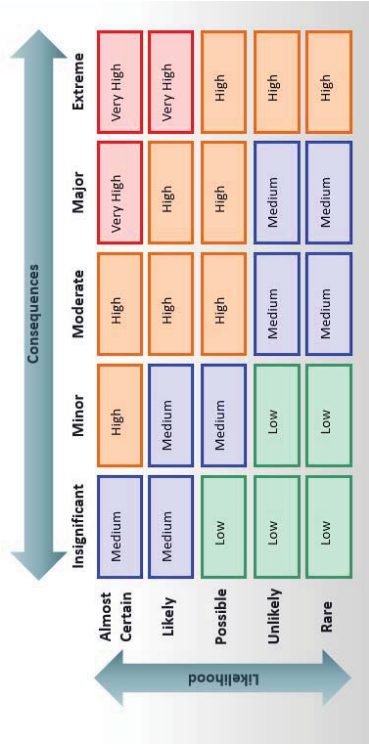 Consequences
Insignificant Minor Moderate Major Extreme
Likelihood
Almost
Certain
Medium High High Very High Very High
Likely Medium Medium High High Very High
Possible Low Medium High High High
Unlikely Low Low Medium Medium High
Rare Low Low Medium Medium High